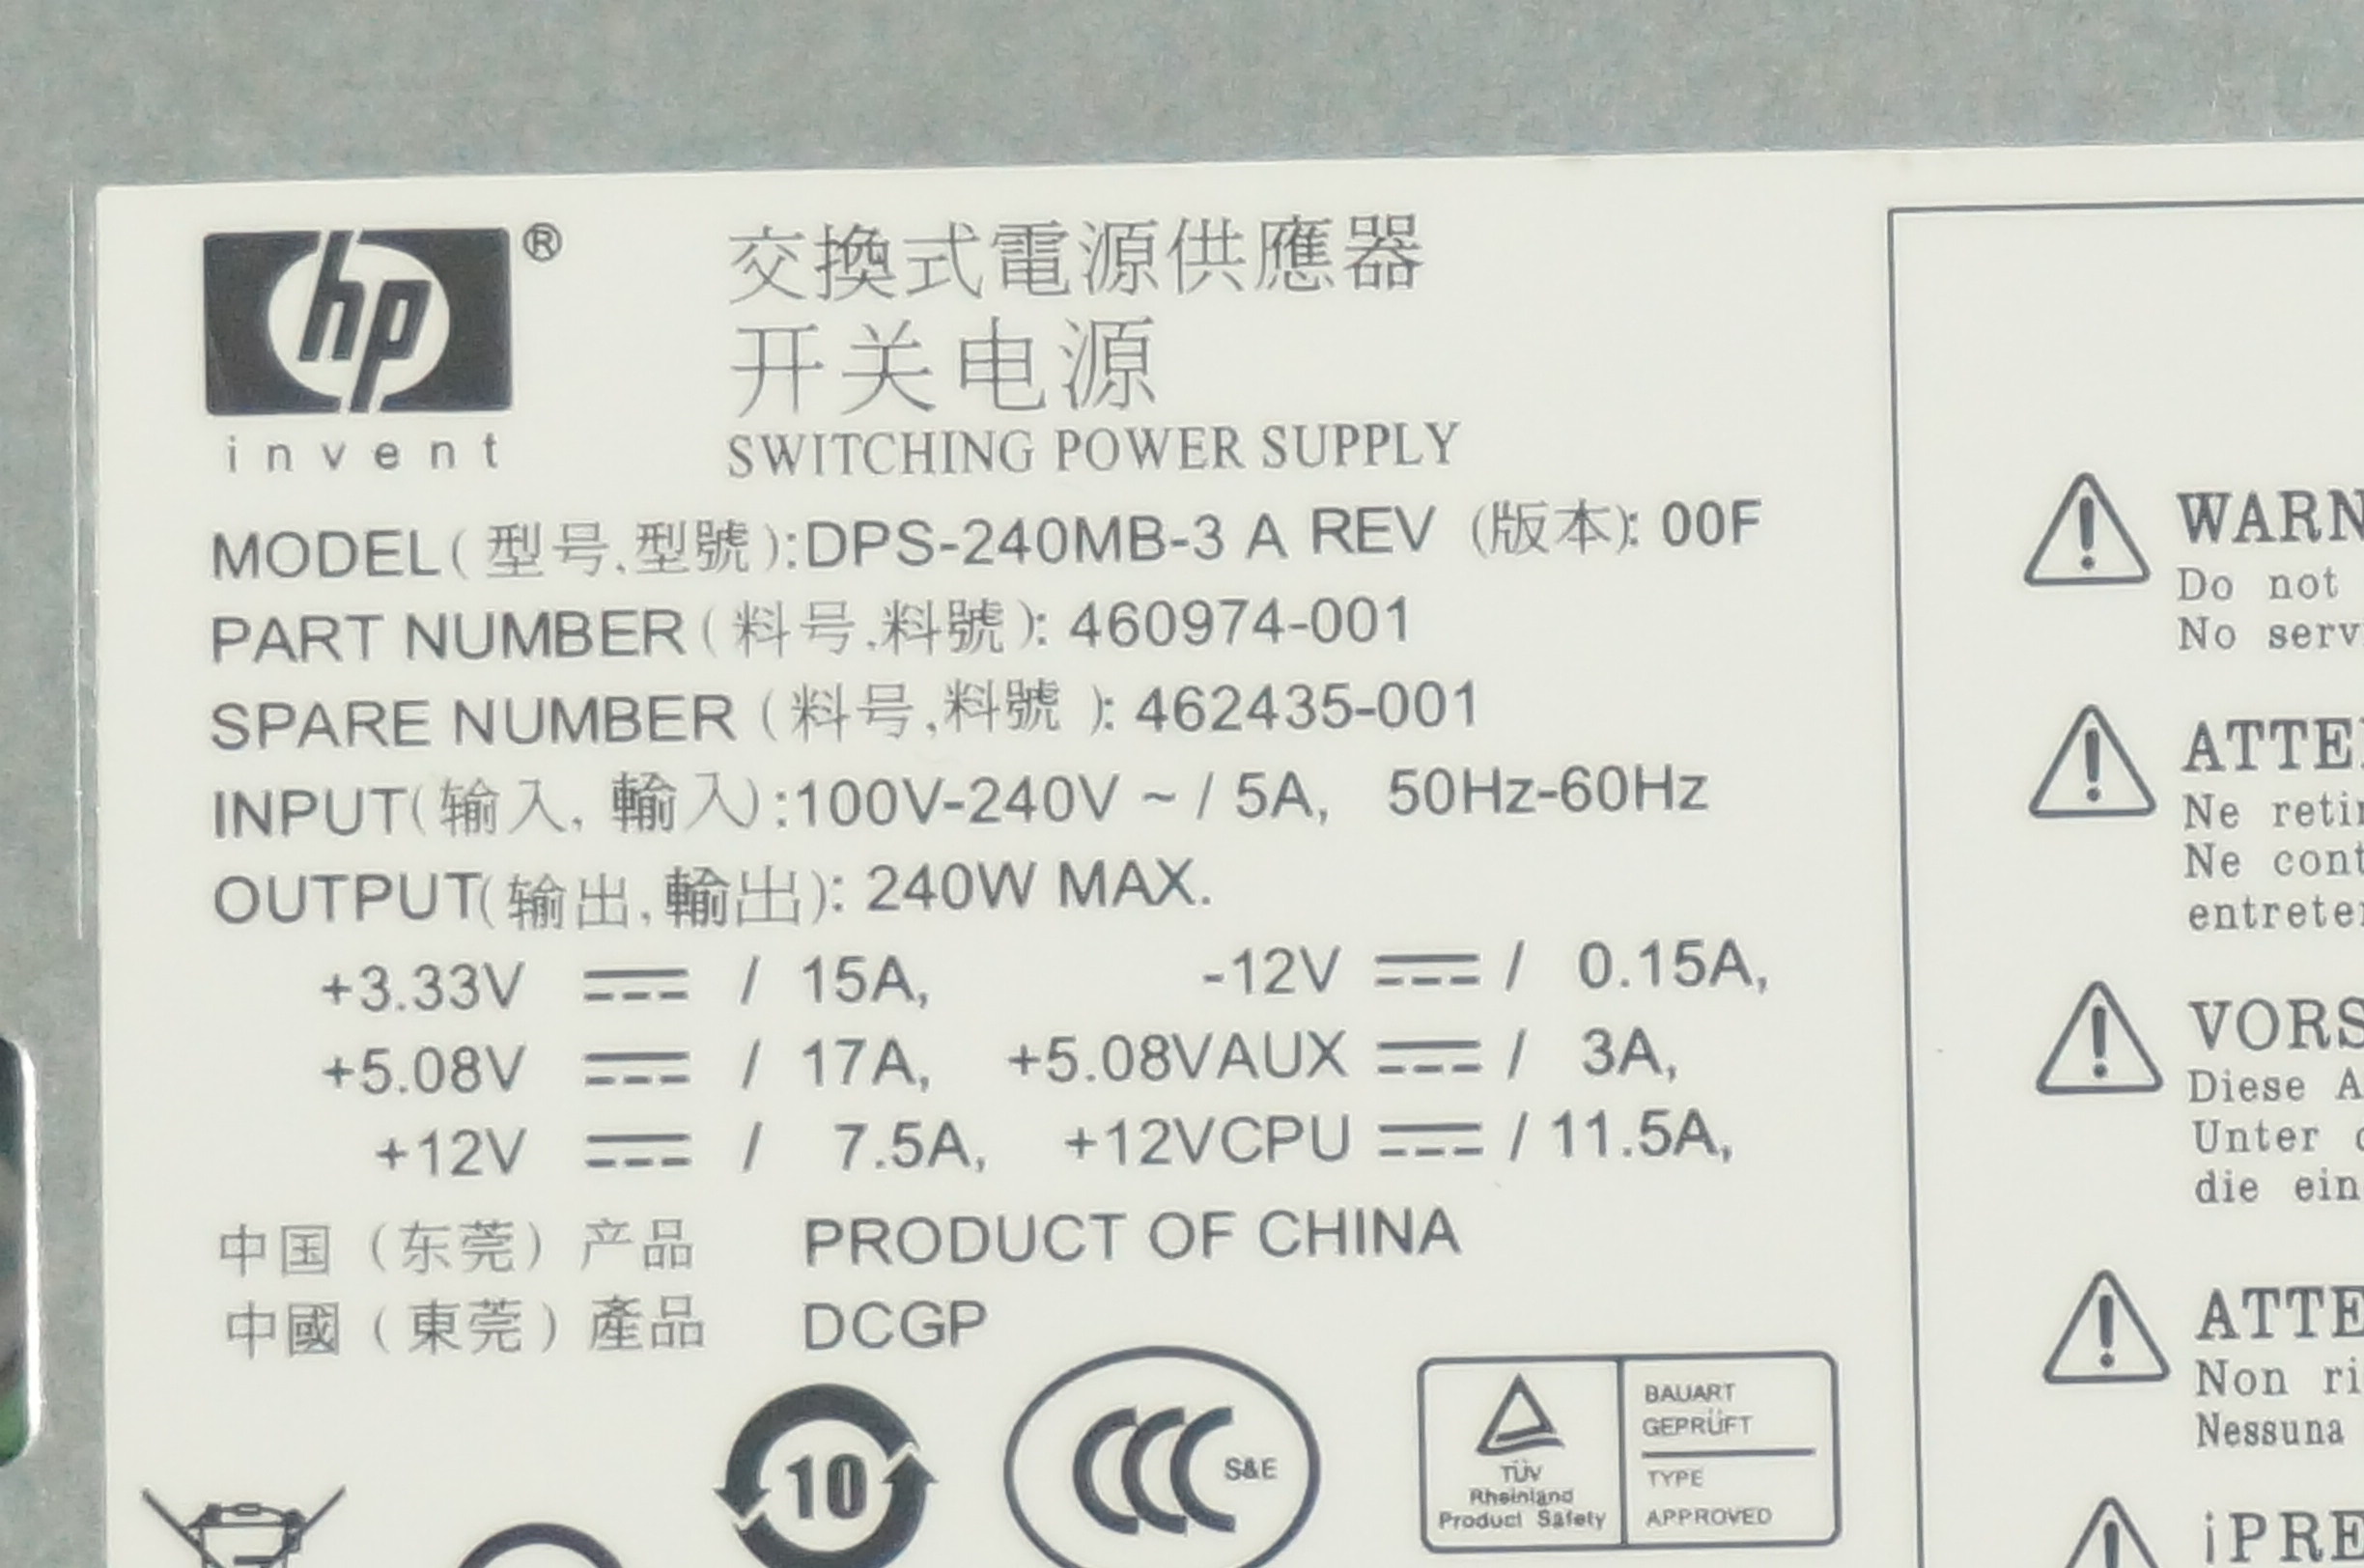 hp ®
invent
交換式電源供應器
开关电源
SWITCHING POWER SUPPLY
MODEL(型号,型號):DPS-240MB-3 A REV (版本): 00F
PART NUMBER(料号,料號): 460974-001
SPARE NUMBER(料号,料號): 462435-001
INPUT(输入, 輸入):100V-240V ~ / 5A, 50Hz-60Hz
OUTPUT(输出,輸出): 240W MAX.
+3.33V ⎓ / 15A, -12V ⎓ / 0.15A,
+5.08V ⎓ / 17A, +5.08VAUX ⎓ / 3A,
+12V ⎓ / 7.5A, +12VCPU ⎓ / 11.5A,
中国（东莞）产品 PRODUCT OF CHINA
中國（東莞）產品 DCGP
10
CCC S&E
TÜV
Rheinland
Product Safety
BAUART
GEPRÜFT
TYPE
APPROVED
WARN
Do not
No serv
ATTE
Ne retir
Ne cont
entreter
VORS
Diese A
Unter
die ein
ATTE
Non ri
Nessuna
¡PRE